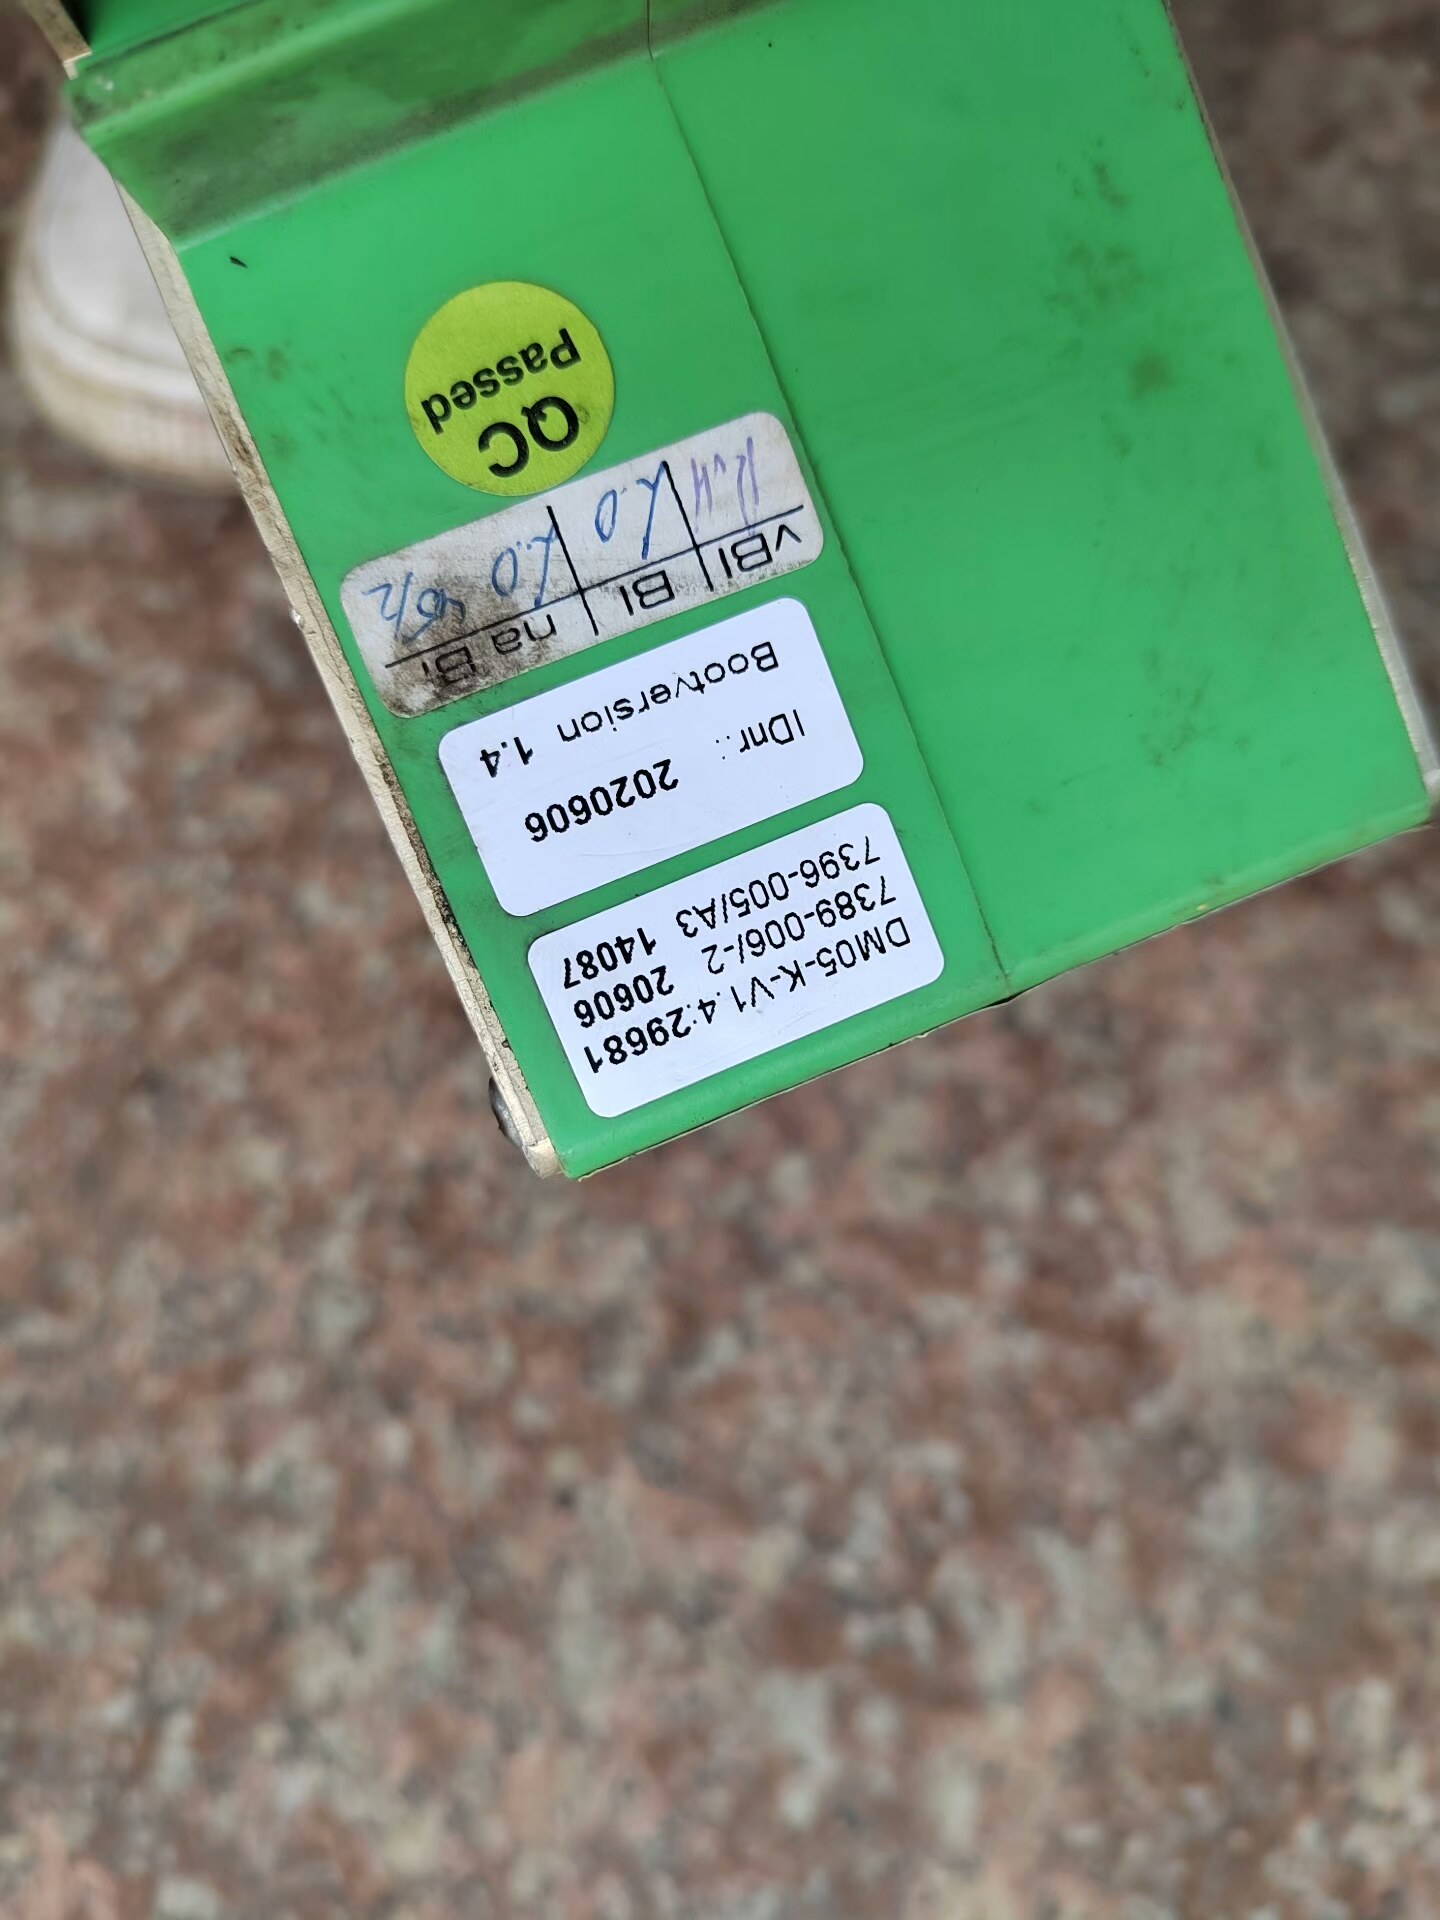 DM05-K-V1.4:29681
7389-006/-2 20606
7396-005/A3 14087
IDnr.: 2020606
Bootversion 1.4
vBI BI na BI
QC
Passed